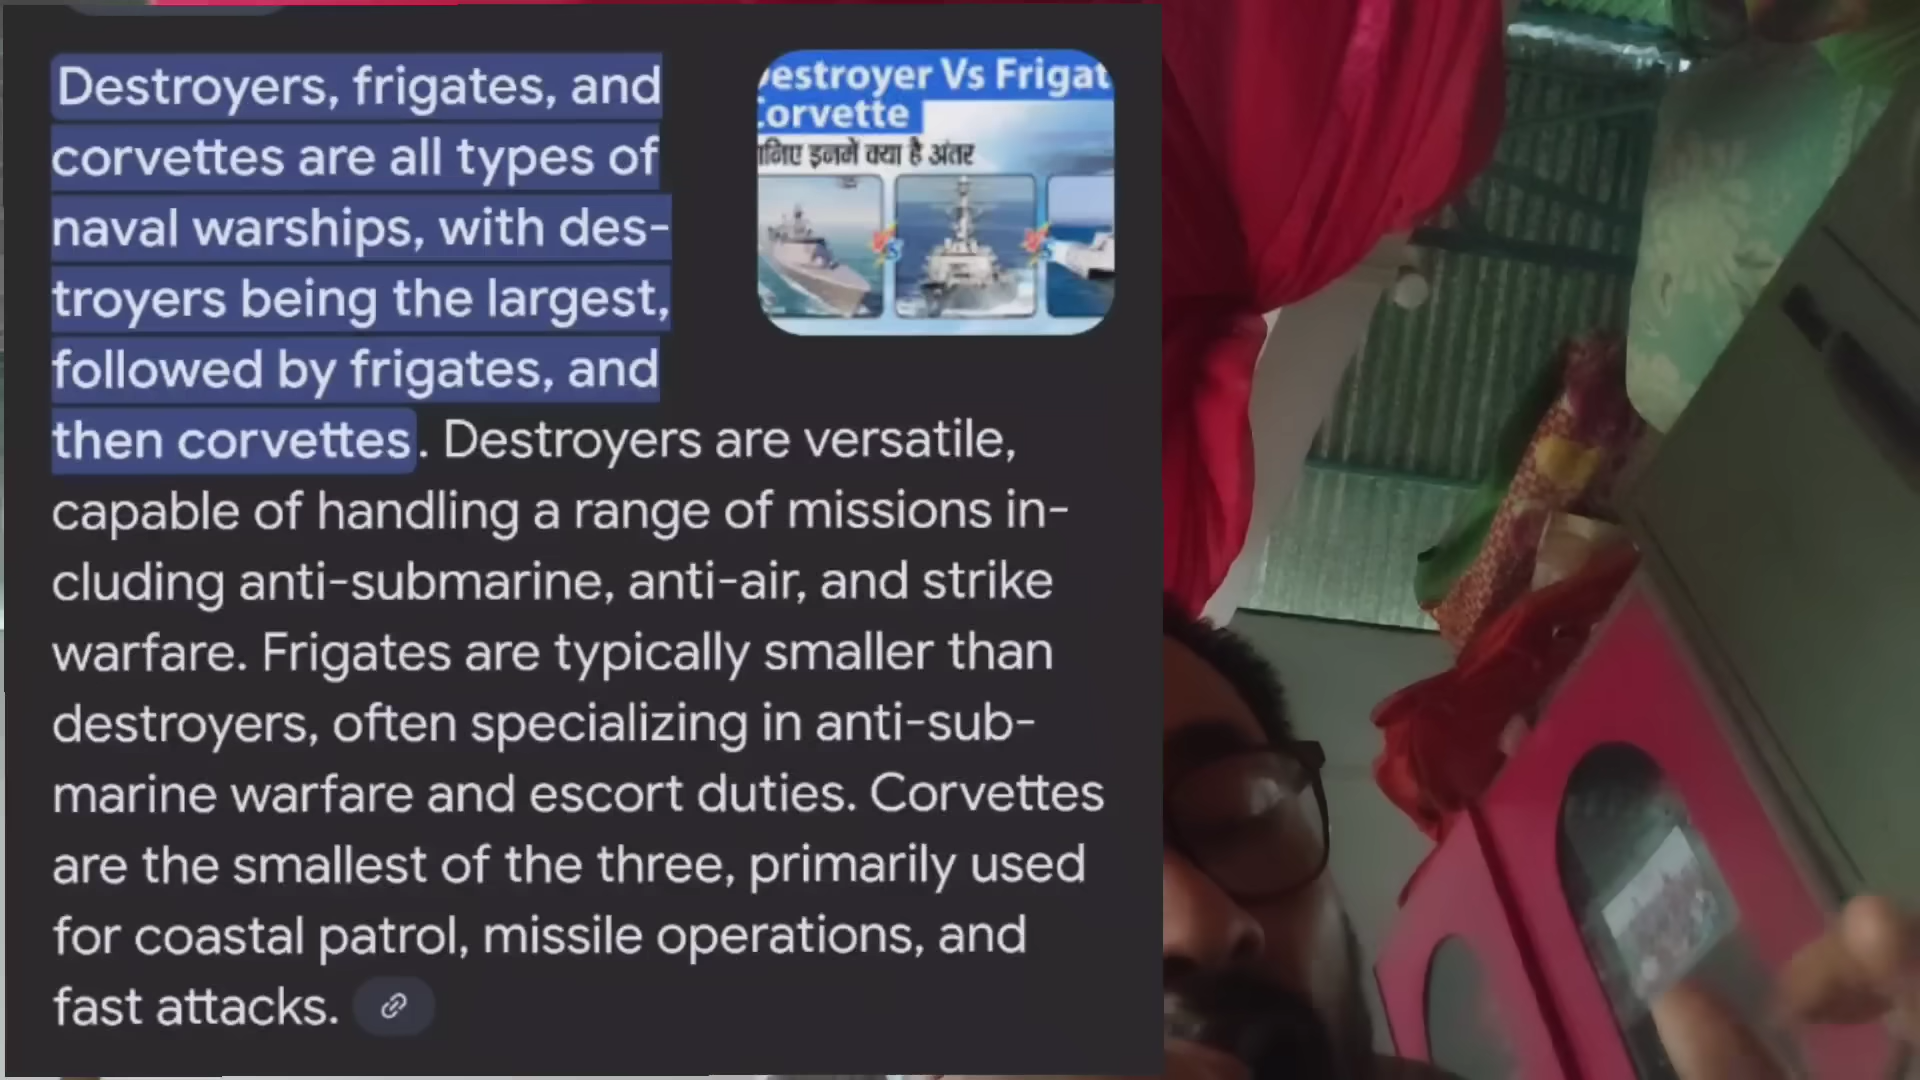 Destroyers, frigates, and
corvettes are all types of
naval warships, with des-
troyers being the largest,
followed by frigates, and
then corvettes. Destroyers are versatile,
capable of handling a range of missions in-
cluding anti-submarine, anti-air, and strike
warfare. Frigates are typically smaller than
destroyers, often specializing in anti-sub-
marine warfare and escort duties. Corvettes
are the smallest of the three, primarily used
for coastal patrol, missile operations, and
fast attacks.
estroyer Vs Frigat
orvette
निए इनमें क्या है अंतर